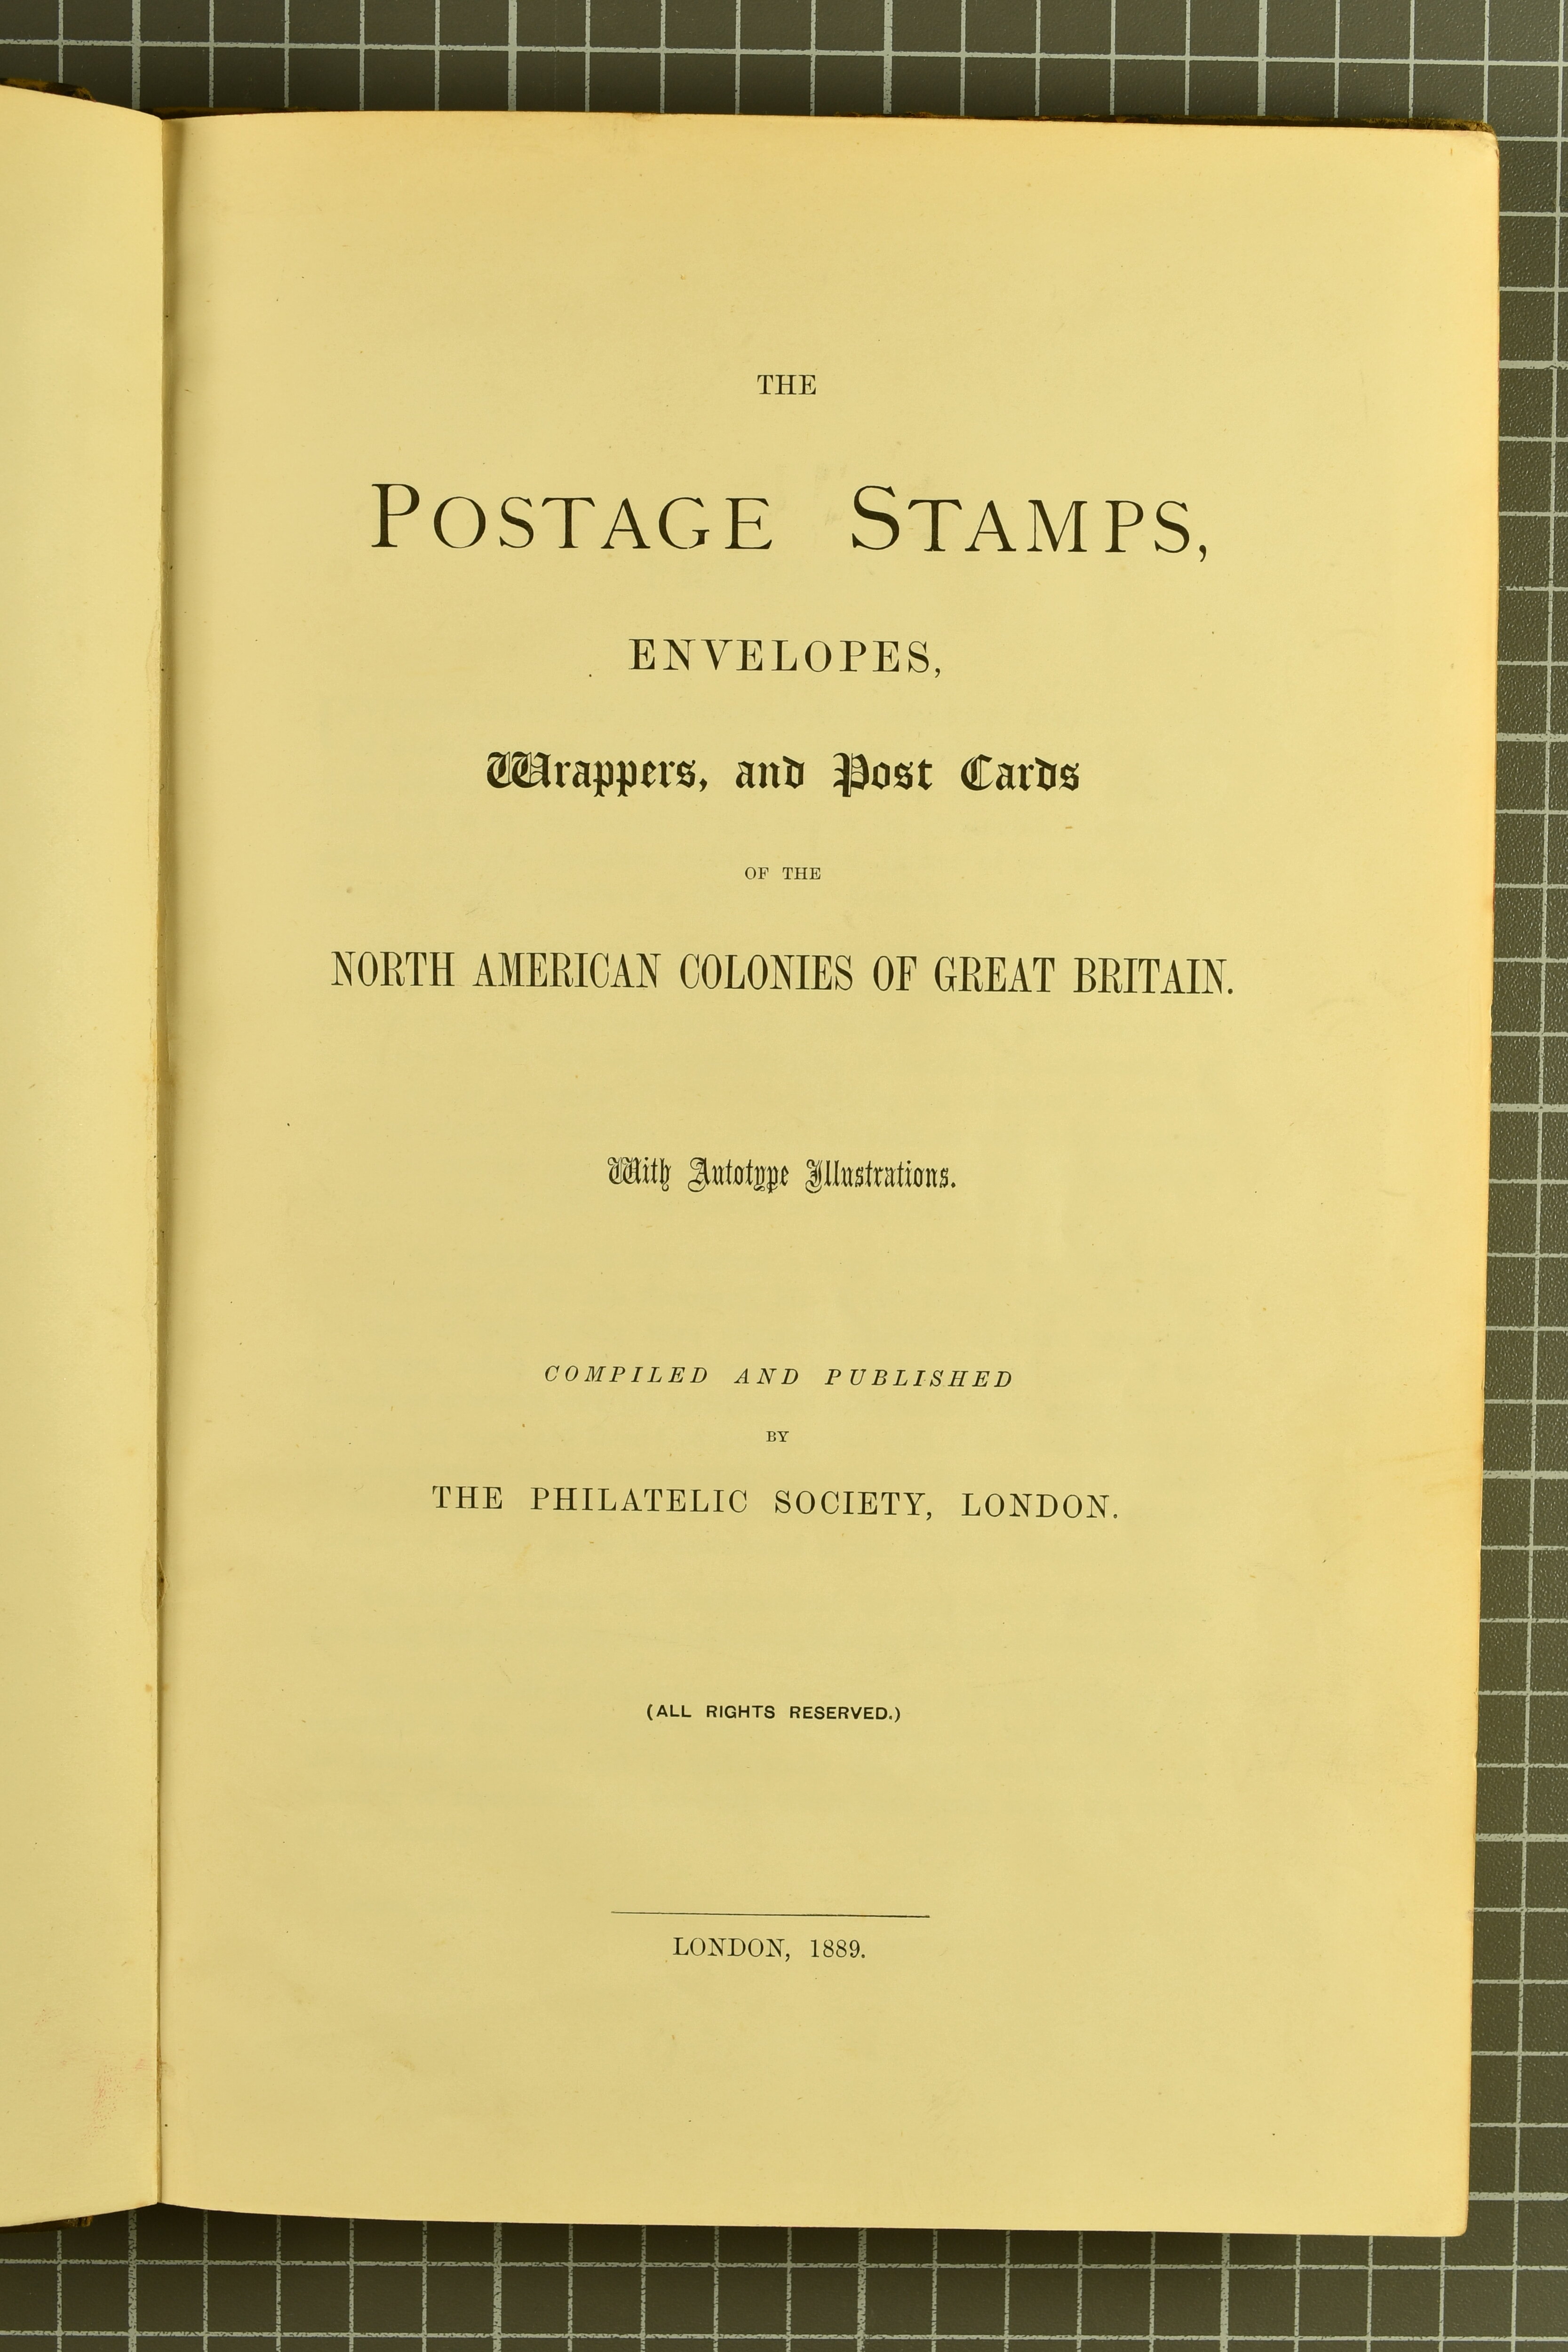 THE
POSTAGE STAMPS,
ENVELOPES,
Wrappers, and Post Cards
OF THE
NORTH AMERICAN COLONIES OF GREAT BRITAIN.
With Autotype Illustrations.
COMPILED AND PUBLISHED
BY
THE PHILATELIC SOCIETY, LONDON.
(ALL RIGHTS RESERVED.)
LONDON, 1889.